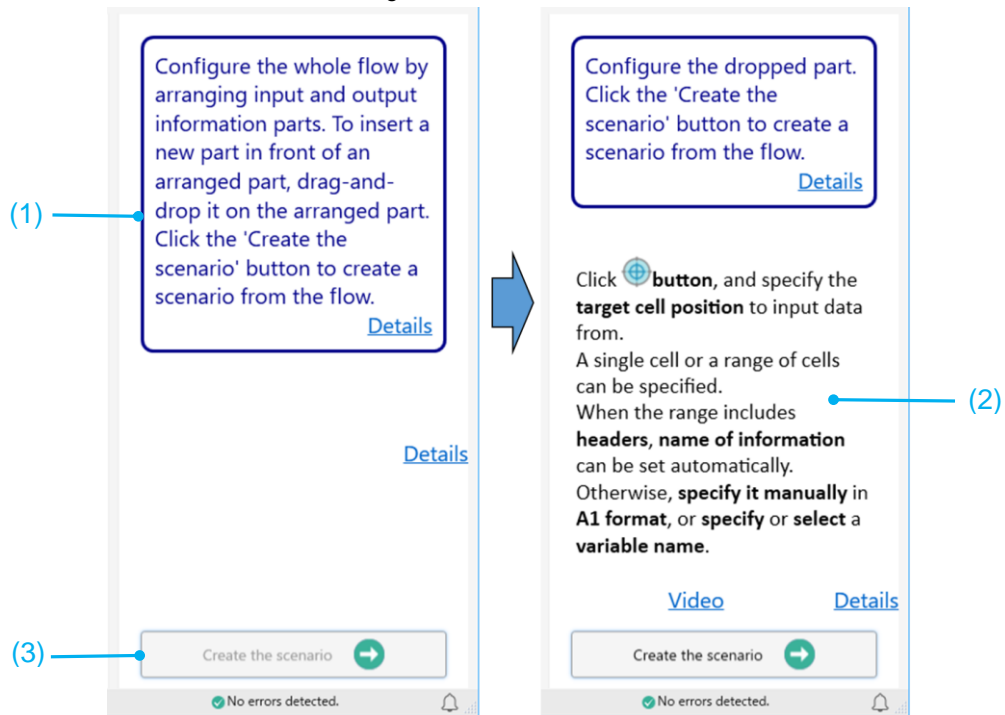 Configure the whole flow by
arranging input and output
information parts. To insert a
new part in front of an
arranged part, drag-and-
drop it on the arranged part.
Click the 'Create the
scenario' button to create a
scenario from the flow.
Details
(1)
Details
(3)
Create the scenario
No errors detected.
Configure the dropped part.
Click the 'Create the
scenario' button to create a
scenario from the flow.
Details
Click button, and specify the
target cell position to input data
from.
A single cell or a range of cells
can be specified.
When the range includes
headers, name of information
can be set automatically.
Otherwise, specify it manually in
A1 format, or specify or select a
variable name.
(2)
Video Details
Create the scenario
No errors detected.